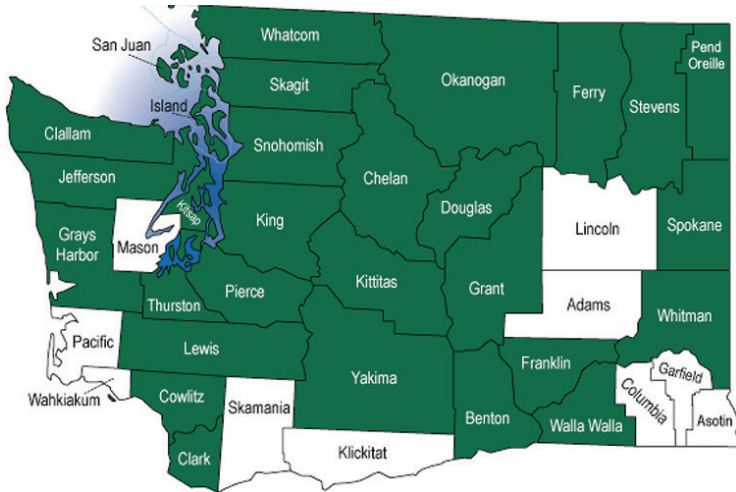 Whatcom
San Juan
Pend
Oreille
Okanogan
Ferry
Stevens
Skagit
Island
Clallam
Snohomish
Jefferson
Chelan
Douglas
Kitsap
King
Lincoln
Spokane
Grays
Harbor
Mason
Kittitas
Grant
Pierce
Thurston
Adams
Whitman
Pacific
Lewis
Franklin
Yakima
Garfield
Wahkiakum
Cowlitz
Skamania
Columbia
Benton
Walla Walla
Asotin
Klickitat
Clark